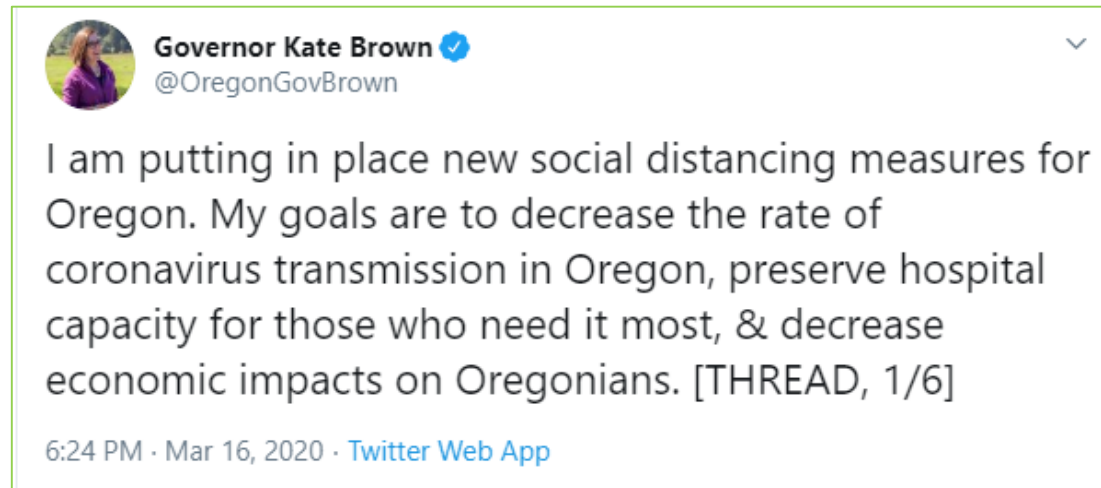 Governor Kate Brown
@OregonGovBrown
I am putting in place new social distancing measures for
Oregon. My goals are to decrease the rate of
coronavirus transmission in Oregon, preserve hospital
capacity for those who need it most, & decrease
economic impacts on Oregonians. [THREAD, 1/6]
6:24 PM · Mar 16, 2020 · Twitter Web App